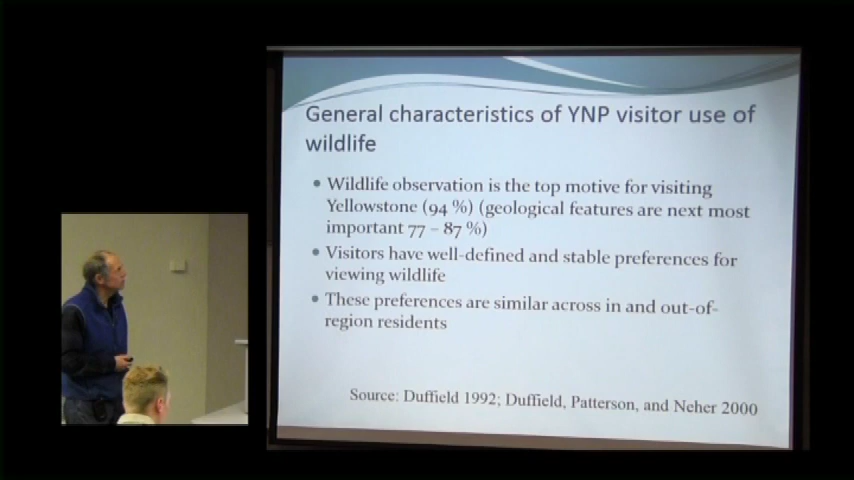 General characteristics of YNP visitor use of
wildlife
• Wildlife observation is the top motive for visiting
Yellowstone (94 %) (geological features are next most
important 77 – 87 %)
• Visitors have well-defined and stable preferences for
viewing wildlife
• These preferences are similar across in and out-of-
region residents
Source: Duffield 1992; Duffield, Patterson, and Neher 2000